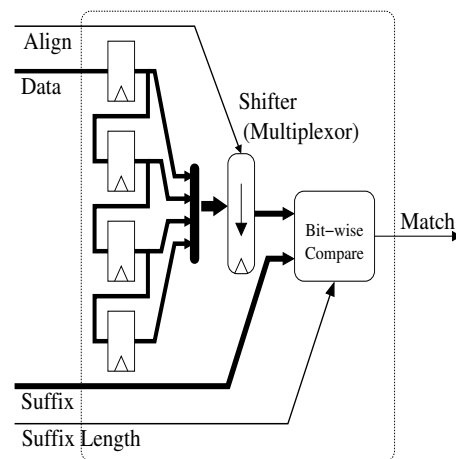 Align
Data
Shifter
(Multiplexor)
Bit-wise
Compare
Match
Suffix
Suffix Length